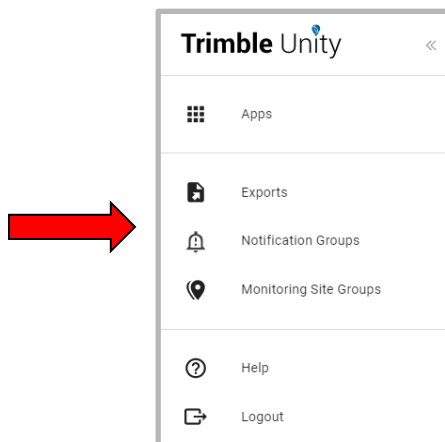 Trimble Unity
Apps
Exports
Notification Groups
Monitoring Site Groups
Help
Logout